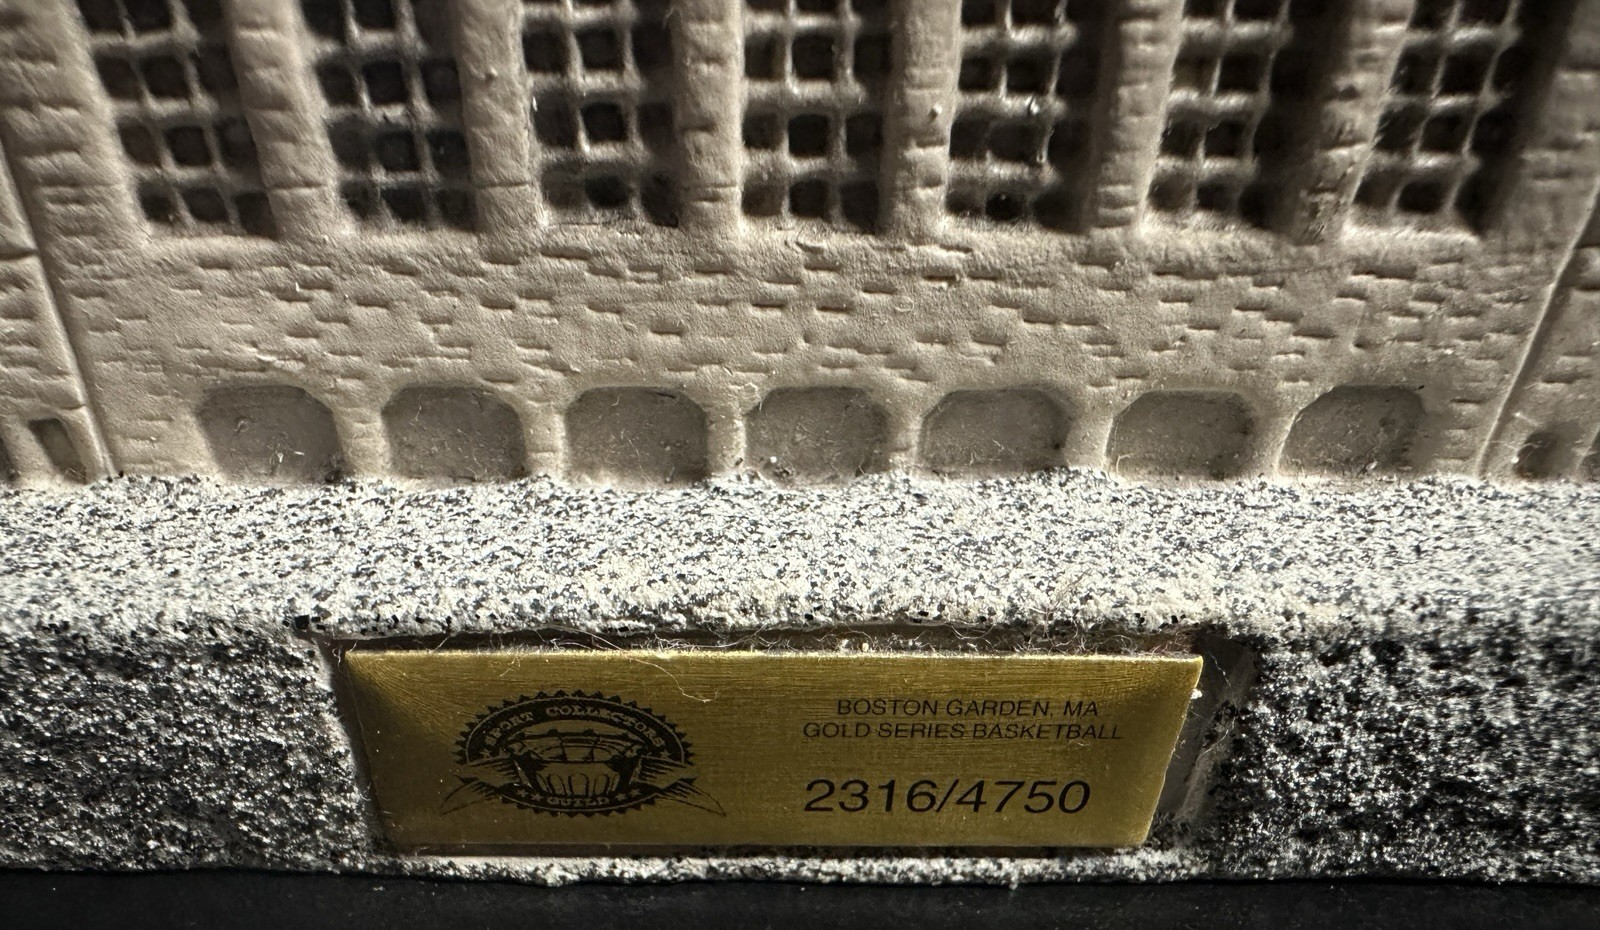 SPORT COLLECTORS
GUILD
BOSTON GARDEN, MA
GOLD SERIES BASKETBALL
2316/4750